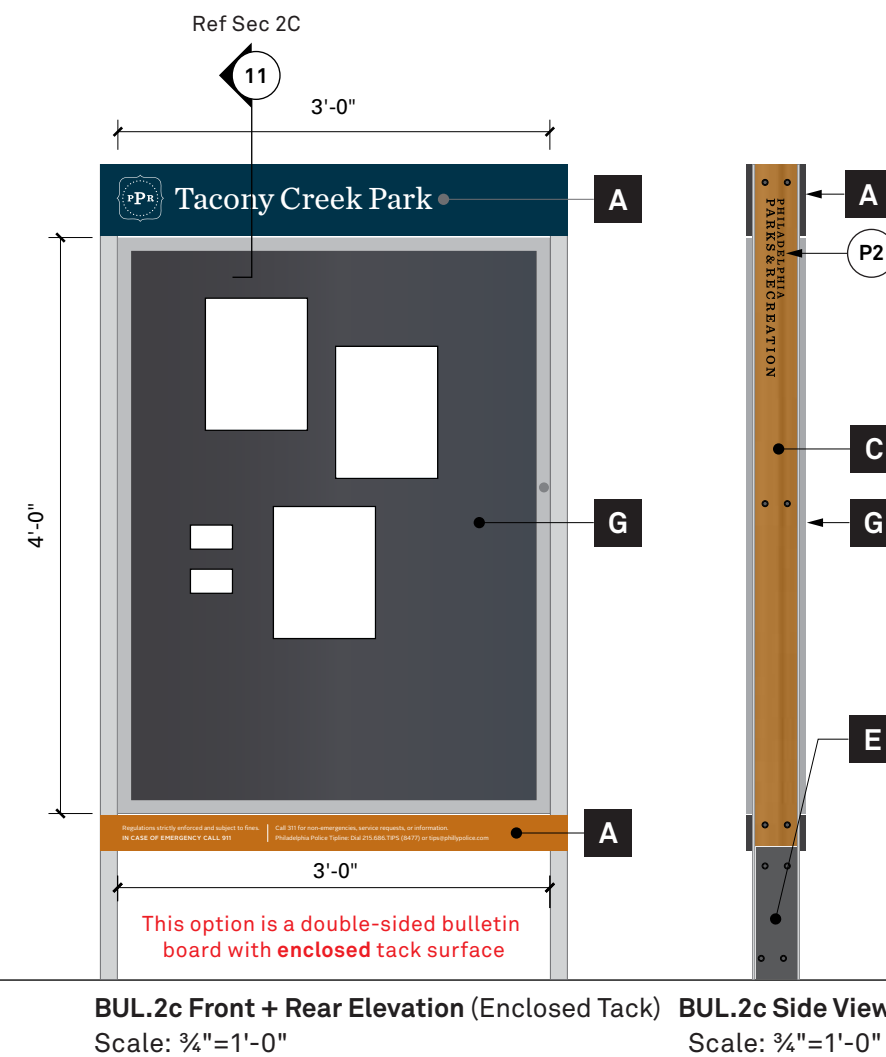 Ref Sec 2C
11
3'-0"
PPR Tacony Creek Park
A
A
PHILADELPHIA
PARKS & RECREATION
P2
4'-0"
C
G
G
E
Regulations strictly enforced and subject to fines.
IN CASE OF EMERGENCY CALL 911
Call 311 for non-emergencies, service requests, or information.
Philadelphia Police Tipline: Dial 215.686.TIPS (8477) or tips@phillypolice.com
A
3'-0"
This option is a double-sided bulletin
board with enclosed tack surface
BUL.2c Front + Rear Elevation (Enclosed Tack)
Scale: ¾"=1'-0"
BUL.2c Side View
Scale: ¾"=1'-0"